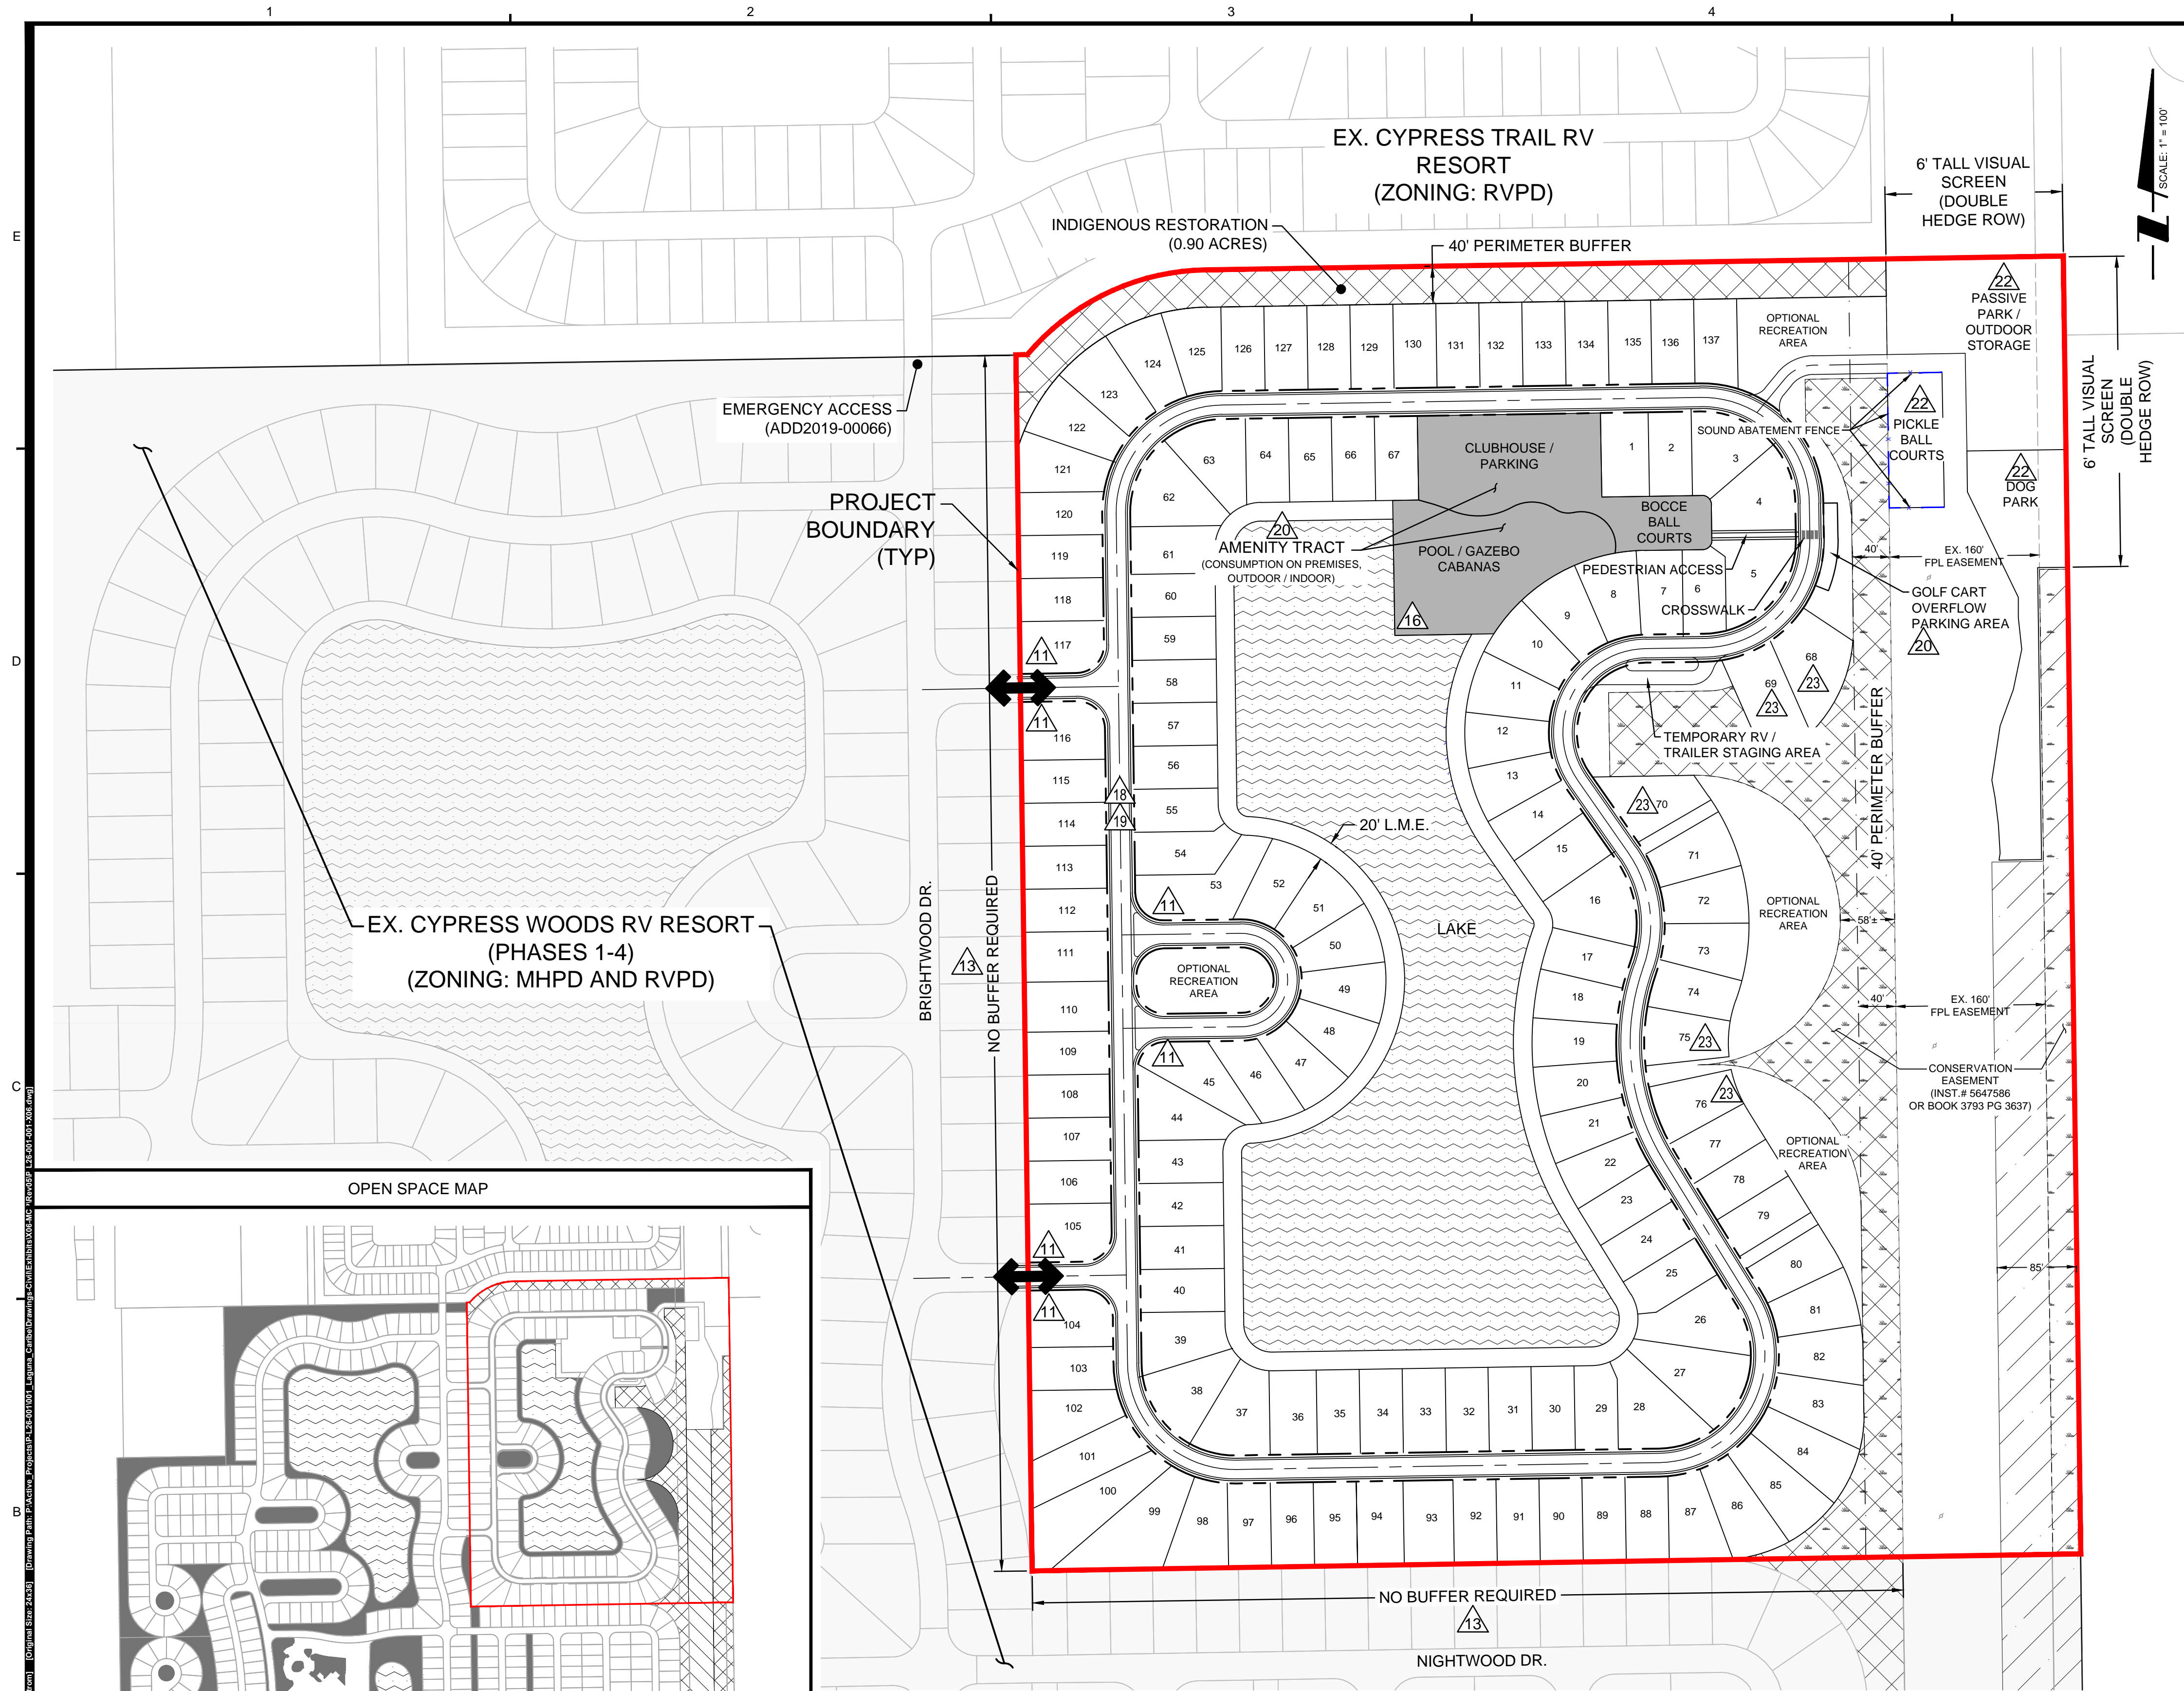 1
2
3
4
E
D
C
B
EX. CYPRESS TRAIL RV
RESORT
(ZONING: RVPD)
6' TALL VISUAL
SCREEN
(DOUBLE
HEDGE ROW)
SCALE: 1" = 100'
INDIGENOUS RESTORATION
(0.90 ACRES)
40' PERIMETER BUFFER
22
PASSIVE
PARK /
OUTDOOR
STORAGE
6' TALL VISUAL
SCREEN
(DOUBLE
HEDGE ROW)
OPTIONAL
RECREATION
AREA
EMERGENCY ACCESS
(ADD2019-00066)
PROJECT
BOUNDARY
(TYP)
125
126
127
128
129
130
131
132
133
134
135
136
137
124
123
122
121
120
119
118
117
11
11
116
115
114
113
112
111
110
109
108
107
106
105
11
11
104
103
102
101
100
99
98
97
96
95
94
93
92
91
90
89
88
87
86
85
84
83
82
81
80
79
78
77
76
23
75
23
74
73
72
71
23
70
69
23
68
23
63
64
65
66
67
62
61
60
59
58
57
56
55
54
53
52
51
50
49
48
47
46
45
44
43
42
41
40
39
38
37
36
35
34
33
32
31
30
29
28
27
26
25
24
23
22
21
20
19
18
17
16
15
14
13
12
11
10
9
8
7
6
5
4
3
2
1
CLUBHOUSE /
PARKING
SOUND ABATEMENT FENCE
22
PICKLE
BALL
COURTS
22
DOG
PARK
BOCCE
BALL
COURTS
20
AMENITY TRACT
(CONSUMPTION ON PREMISES,
OUTDOOR / INDOOR)
POOL / GAZEBO
CABANAS
16
PEDESTRIAN ACCESS
CROSSWALK
40'
EX. 160'
FPL EASEMENT
GOLF CART
OVERFLOW
PARKING AREA
20
TEMPORARY RV /
TRAILER STAGING AREA
40' PERIMETER BUFFER
18
19
20' L.M.E.
11
OPTIONAL
RECREATION
AREA
11
LAKE
OPTIONAL
RECREATION
AREA
58'±
40'
EX. 160'
FPL EASEMENT
CONSERVATION
EASEMENT
(INST.# 5647586
OR BOOK 3793 PG 3637)
OPTIONAL
RECREATION
AREA
85'
EX. CYPRESS WOODS RV RESORT
(PHASES 1-4)
(ZONING: MHPD AND RVPD)
BRIGHTWOOD DR.
13
NO BUFFER REQUIRED
NO BUFFER REQUIRED
13
NIGHTWOOD DR.
OPEN SPACE MAP
[Original Size: 24x36]